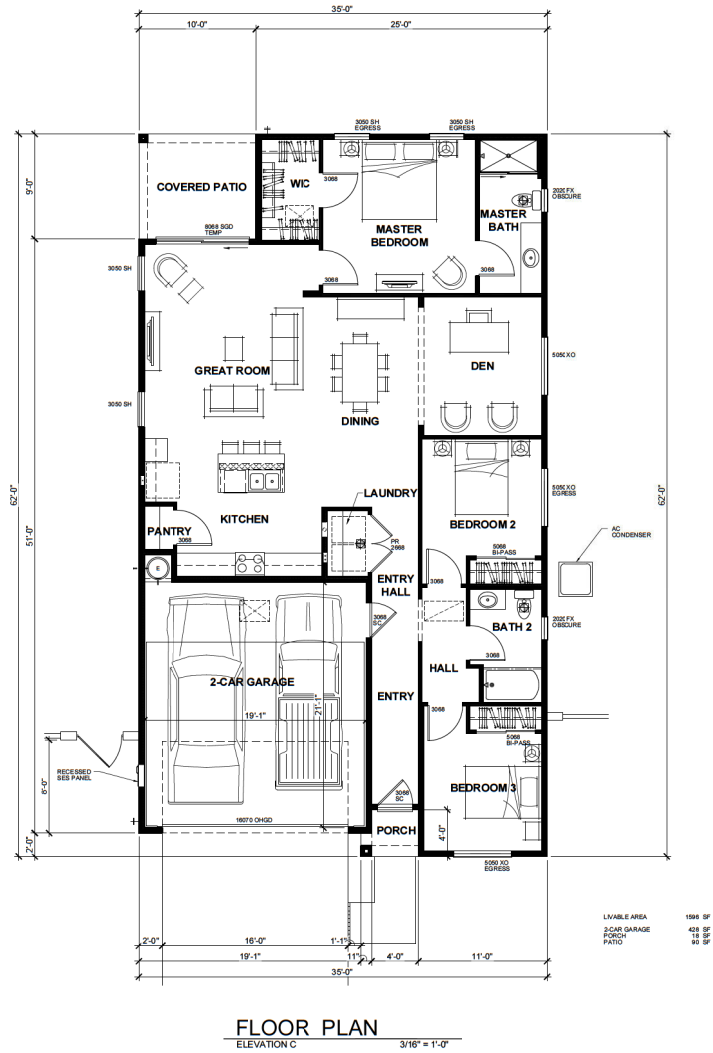 35'-0"
10'-0"
25'-0"
3050 SH
EGRESS
3050 SH
EGRESS
9'-0"
COVERED PATIO
WIC
3068
2020 FX
OBSCURE
MASTER
BATH
MASTER
BEDROOM
8068 SGD
TEMP
3068
3068
3050 SH
GREAT ROOM
DEN
5050 XO
3050 SH
DINING
62'-0"
51'-0"
62'-0"
LAUNDRY
5050 XO
EGRESS
KITCHEN
BEDROOM 2
PANTRY
3068
PR
2668
5068
BI-PASS
AC
CONDENSER
E
ENTRY
HALL
3068
3068
SC
BATH 2
2020 FX
OBSCURE
HALL
3068
2-CAR GARAGE
ENTRY
21'-1"
19'-1"
3068
5068
BI-PASS
RECESSED
SES PANEL
6'-0"
3068
SC
BEDROOM 3
16070 OHGD
PORCH
4'-0"
2'-0"
5050 XO
EGRESS
LIVABLE AREA 1596 SF
2-CAR GARAGE 428 SF
PORCH 18 SF
PATIO 90 SF
2'-0"
16'-0"
1'-1"
19'-1"
11"
4'-0"
11'-0"
35'-0"
FLOOR PLAN
ELEVATION C
3/16" = 1'-0"